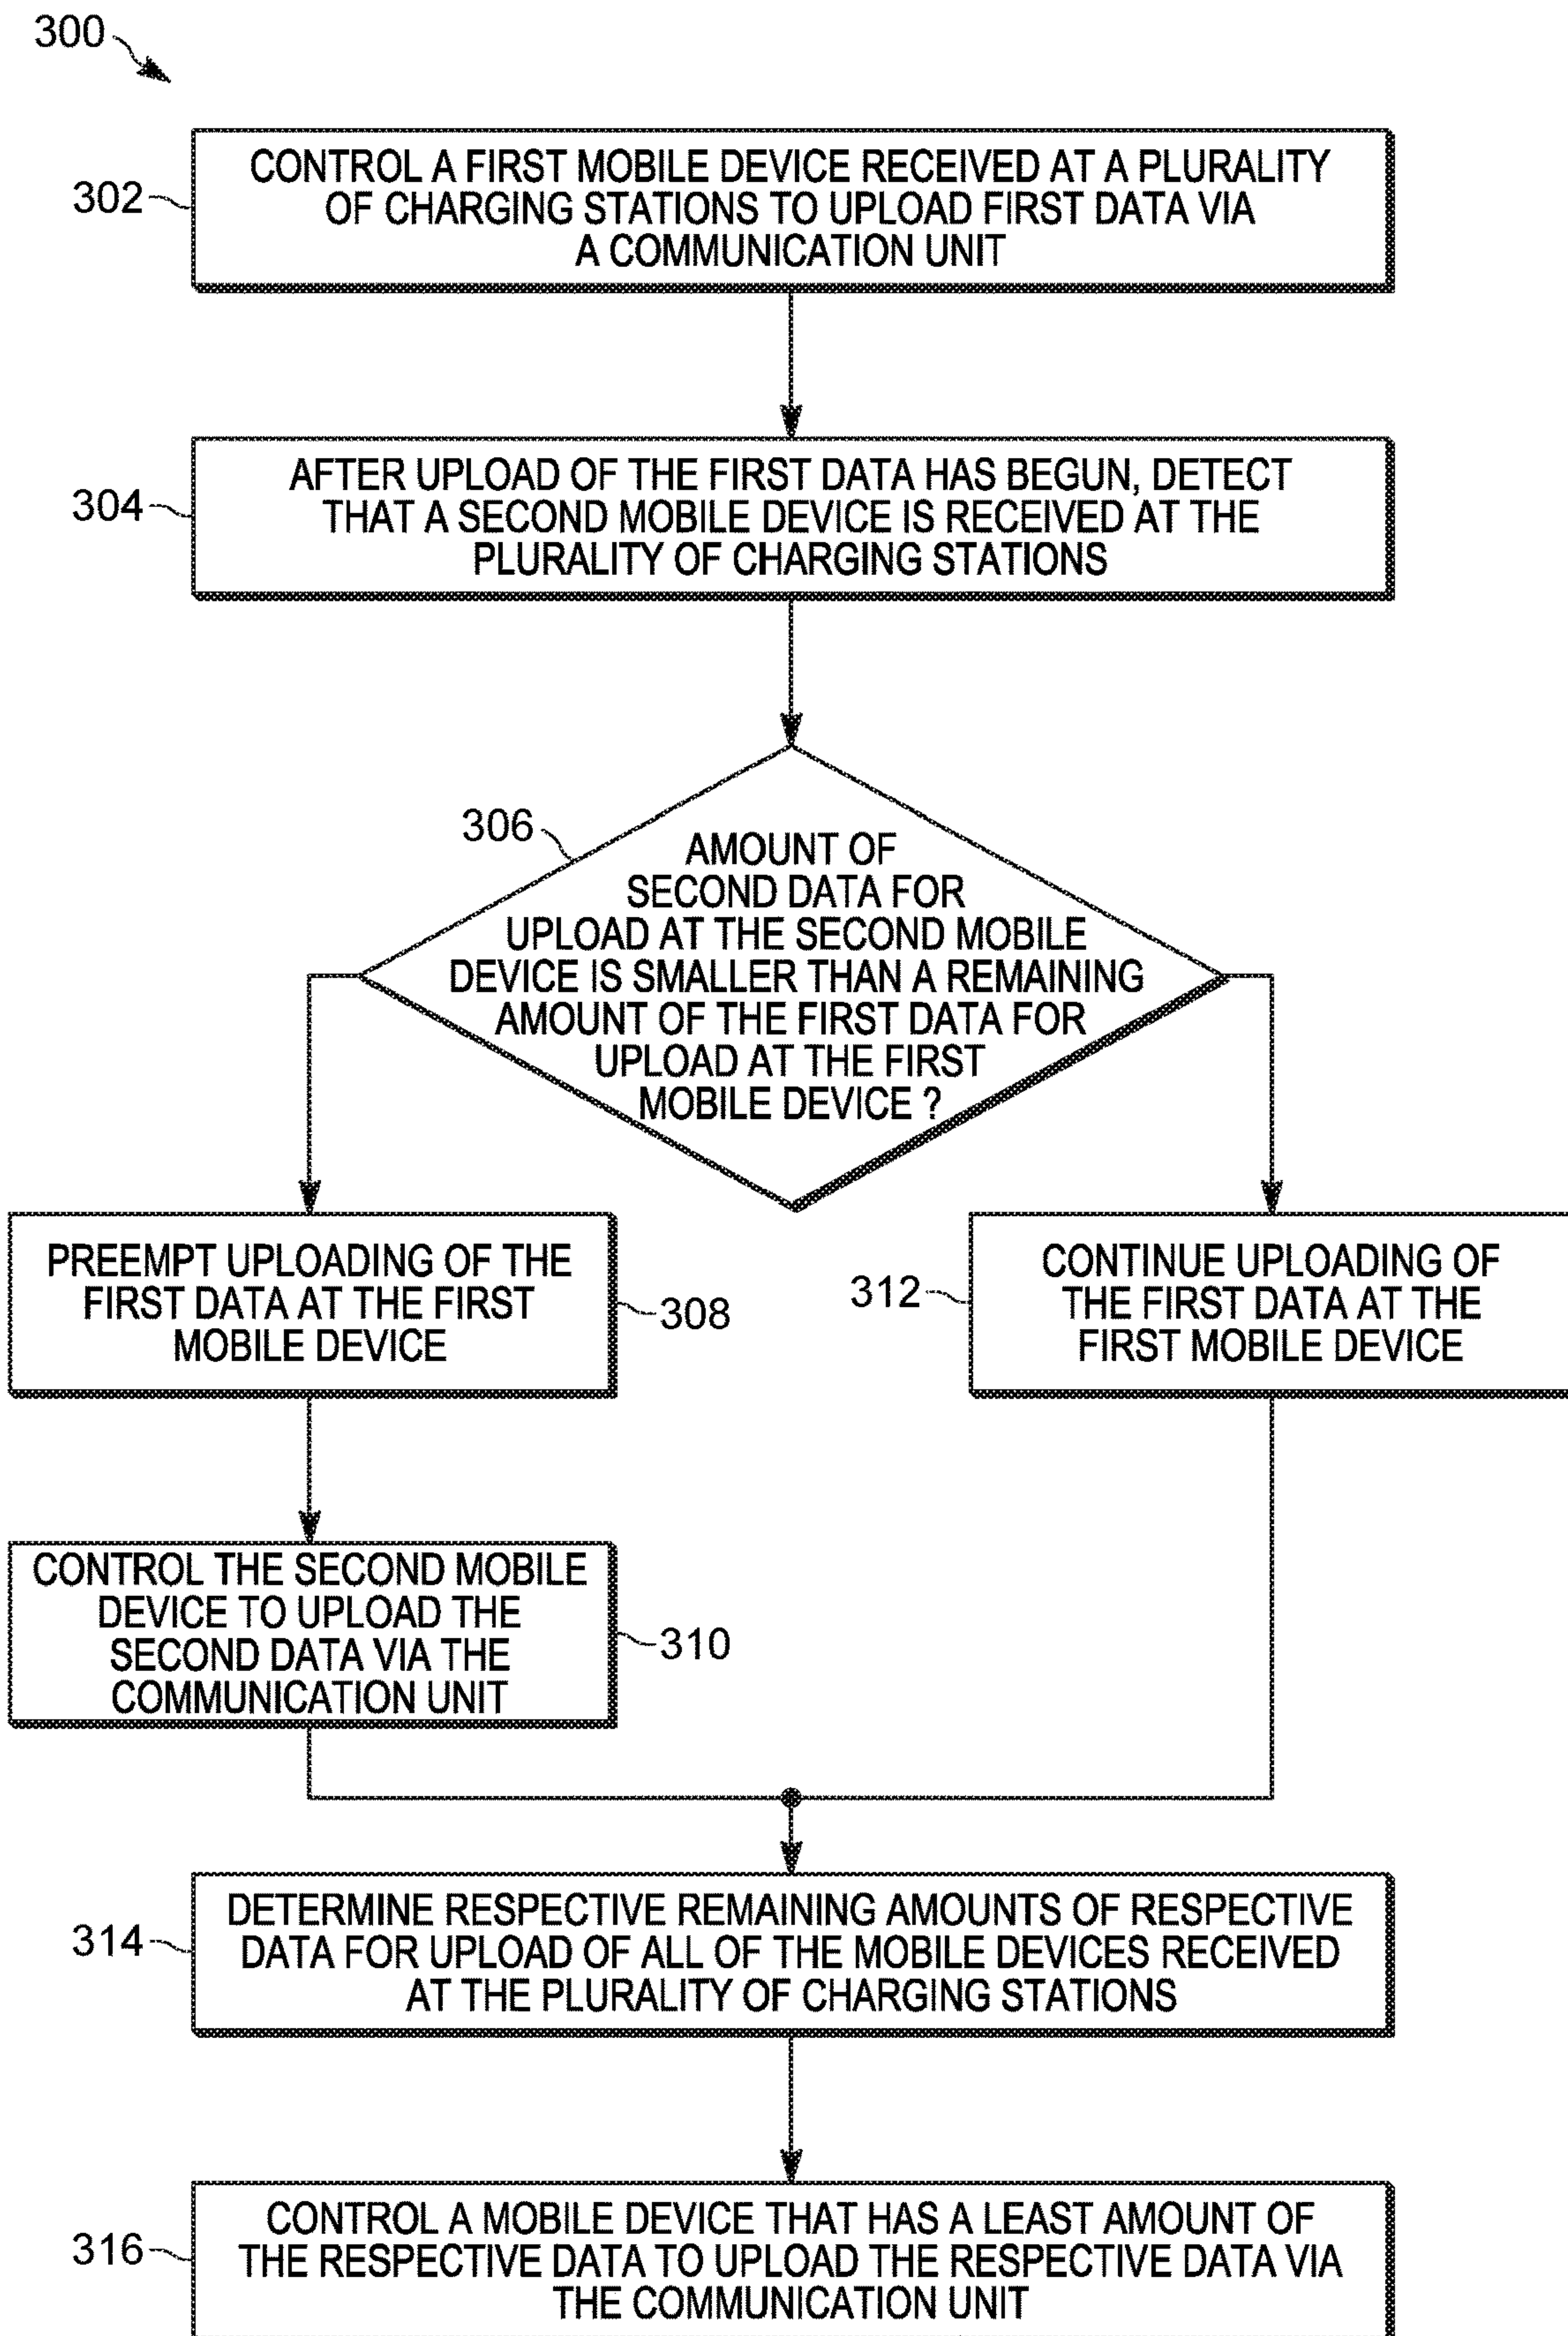 300
302
CONTROL A FIRST MOBILE DEVICE RECEIVED AT A PLURALITY
OF CHARGING STATIONS TO UPLOAD FIRST DATA VIA
A COMMUNICATION UNIT
304
AFTER UPLOAD OF THE FIRST DATA HAS BEGUN, DETECT
THAT A SECOND MOBILE DEVICE IS RECEIVED AT THE
PLURALITY OF CHARGING STATIONS
306
AMOUNT OF
SECOND DATA FOR
UPLOAD AT THE SECOND MOBILE
DEVICE IS SMALLER THAN A REMAINING
AMOUNT OF THE FIRST DATA FOR
UPLOAD AT THE FIRST
MOBILE DEVICE ?
PREEMPT UPLOADING OF THE
FIRST DATA AT THE FIRST
MOBILE DEVICE
308
312
CONTINUE UPLOADING OF
THE FIRST DATA AT THE
FIRST MOBILE DEVICE
CONTROL THE SECOND MOBILE
DEVICE TO UPLOAD THE
SECOND DATA VIA THE
COMMUNICATION UNIT
310
314
DETERMINE RESPECTIVE REMAINING AMOUNTS OF RESPECTIVE
DATA FOR UPLOAD OF ALL OF THE MOBILE DEVICES RECEIVED
AT THE PLURALITY OF CHARGING STATIONS
316
CONTROL A MOBILE DEVICE THAT HAS A LEAST AMOUNT OF
THE RESPECTIVE DATA TO UPLOAD THE RESPECTIVE DATA VIA
THE COMMUNICATION UNIT